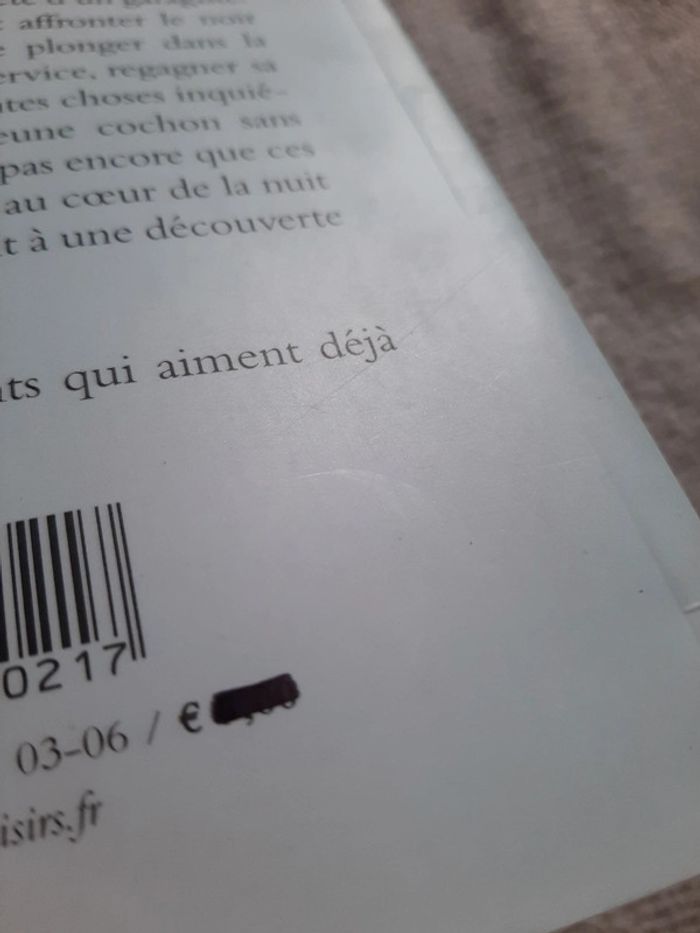 affronter le noir
plonger dans la
ervice, regagner sa
tes choses inquié-
eune cochon sans
pas encore que ces
au cœur de la nuit
t à une découverte
ts qui aiment déjà
0217
03-06 / €
isirs.fr